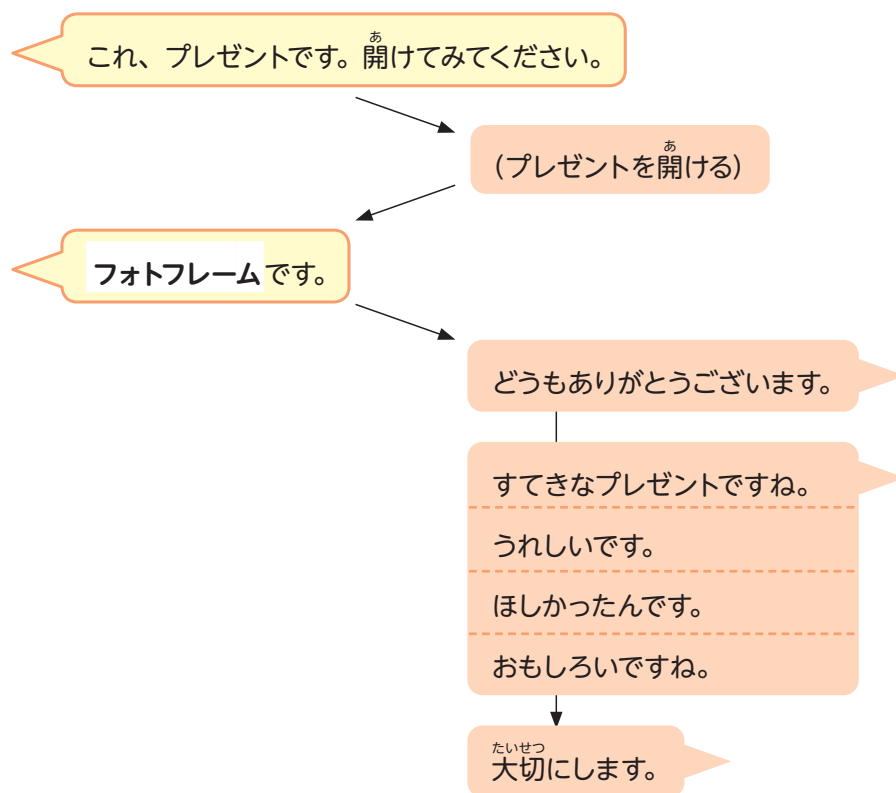 これ、プレゼントです。開けてみてください。
(プレゼントを開ける)
フォトフレームです。
どうもありがとうございます。
すてきなプレゼントですね。
うれしいです。
ほしかったんです。
おもしろいですね。
大切にします。